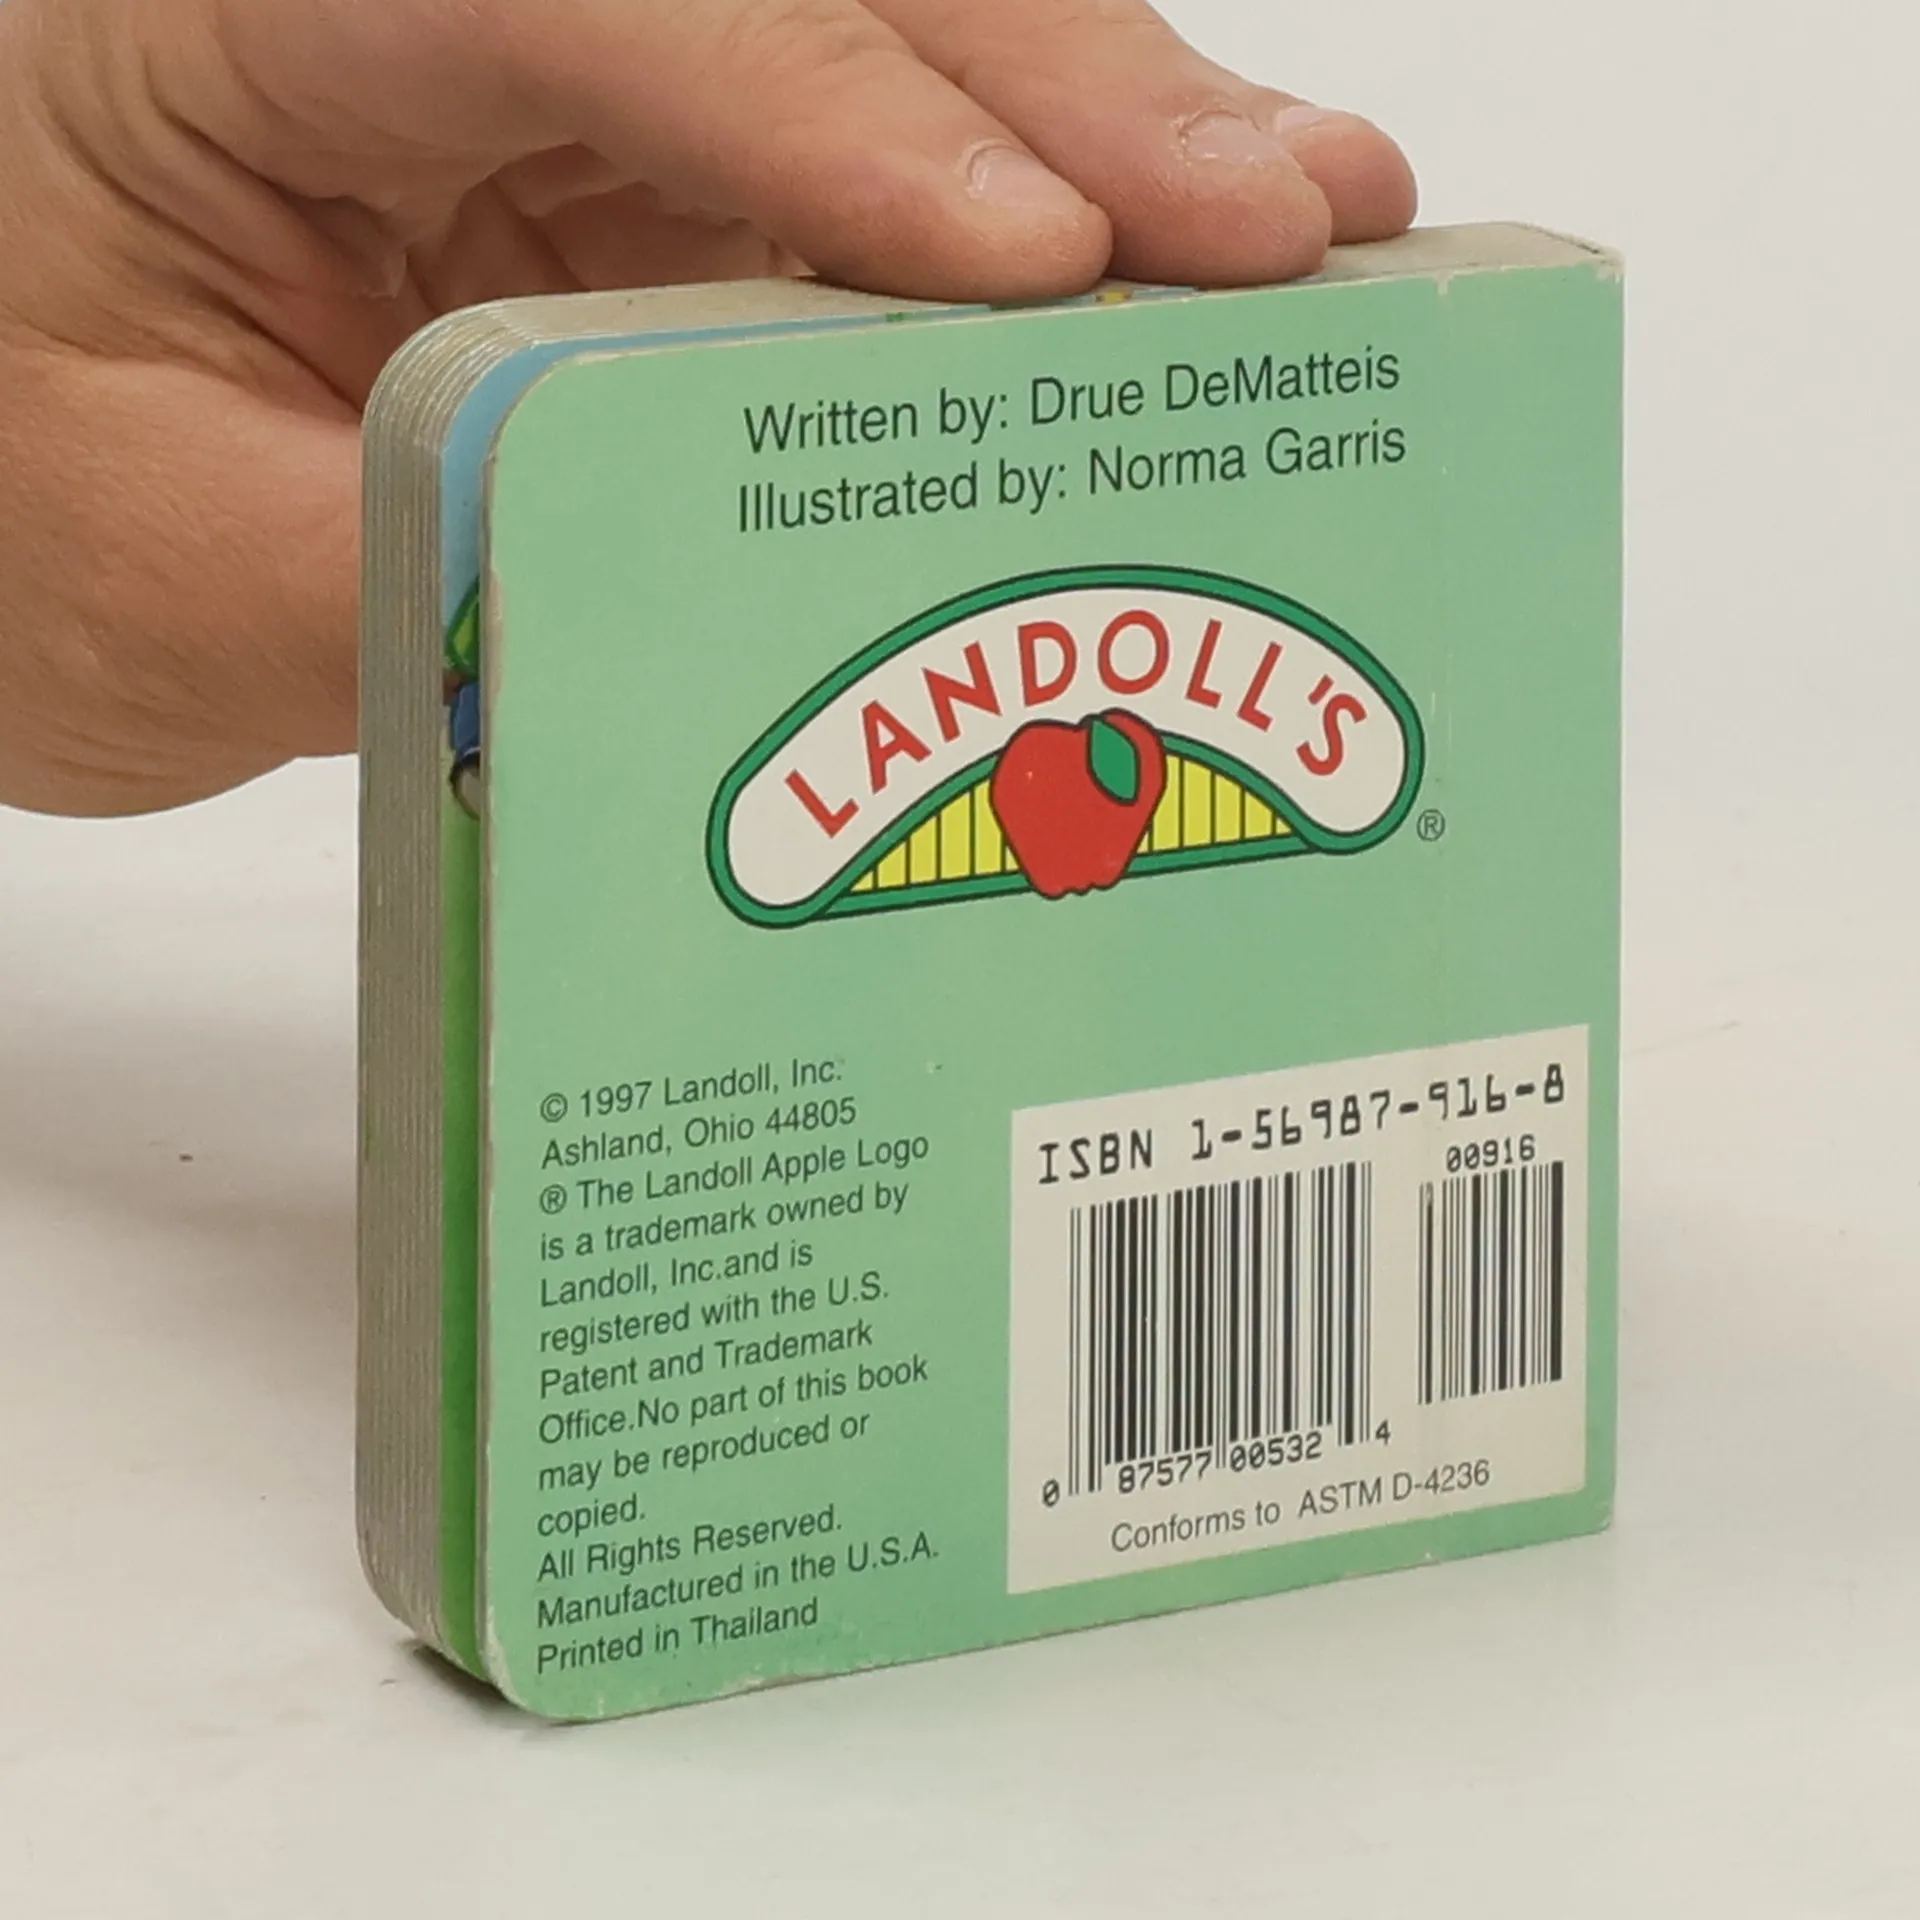 Written by: Drue DeMatteis
Illustrated by: Norma Garris
LANDOLL'S
®
© 1997 Landoll, Inc.
Ashland, Ohio 44805
® The Landoll Apple Logo
is a trademark owned by
Landoll, Inc.and is
registered with the U.S.
Patent and Trademark
Office.No part of this book
may be reproduced or
copied.
All Rights Reserved.
Manufactured in the U.S.A.
Printed in Thailand
ISBN 1-56987-916-8
00916
0 87577 00532 4
Conforms to ASTM D-4236